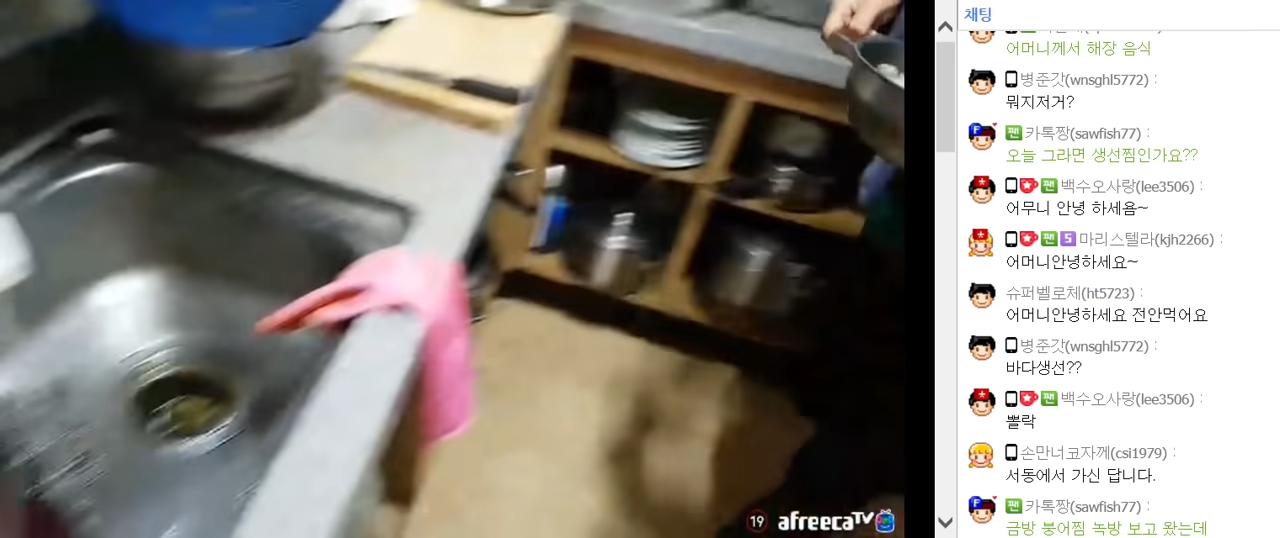 채팅
어머니께서 해장 음식
병준갓(wnsghl5772) :
뭐지저거?
팬 카톡짱(sawfish77) :
오늘 그라면 생선찜인가요??
팬 백수오사랑(lee3506) :
어무니 안녕 하세욤~
팬 S 마리스텔라(kjh2266) :
어머니안녕하세요~
슈퍼벨로체(ht5723) :
어머니안녕하세요 전안먹어요
병준갓(wnsghl5772) :
바다생선??
팬 백수오사랑(lee3506) :
뽈락
손만너코자께(csi1979) :
서동에서 가신 답니다.
팬 카톡짱(sawfish77) :
금방 붕어찜 녹방 보고 왔는데
19 afreecaTV